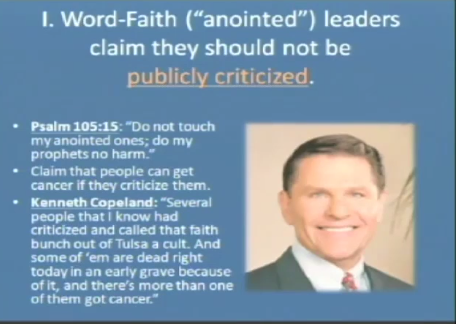 I. Word-Faith (“anointed”) leaders
claim they should not be
publicly criticized.
• Psalm 105:15: “Do not touch
my anointed ones; do my
prophets no harm.”
• Claim that people can get
cancer if they criticize them.
• Kenneth Copeland: “Several
people that I know had
criticized and called that faith
bunch out of Tulsa a cult. And
some of ’em are dead right
today in an early grave because
of it, and there’s more than one
of them got cancer.”